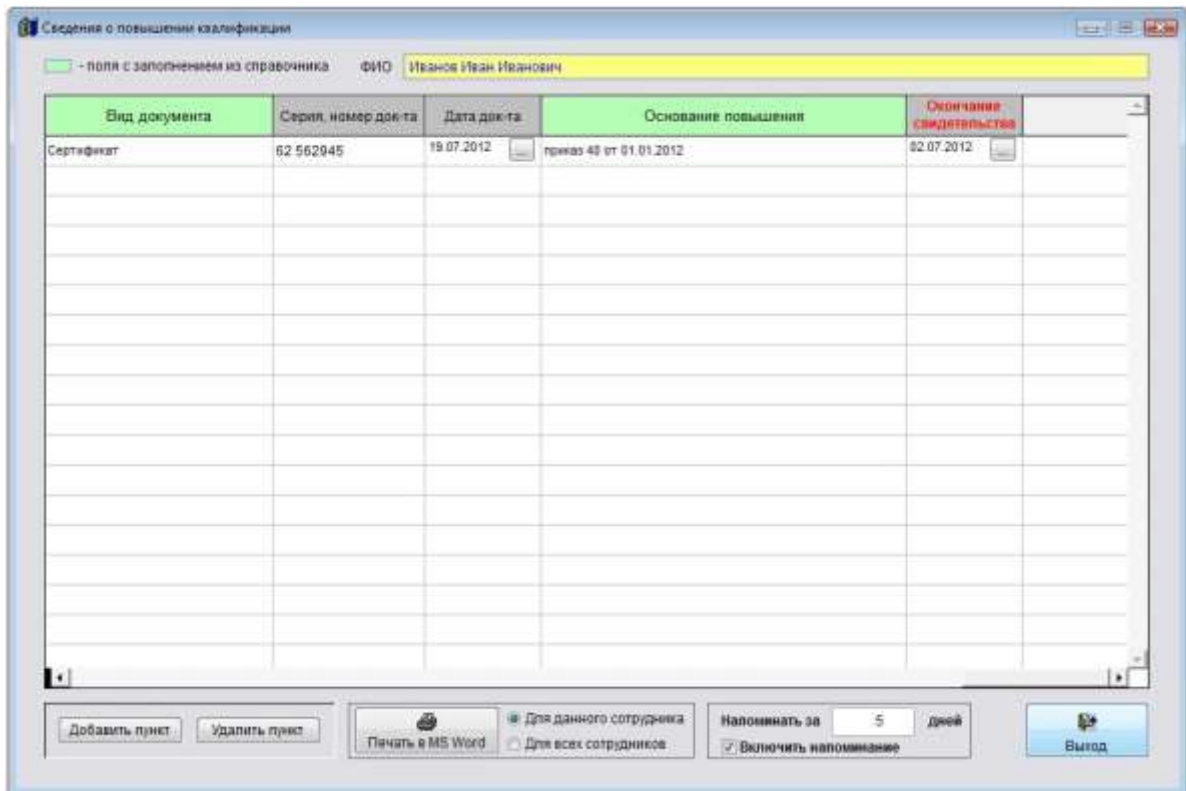 Сведения о повышении квалификации
- поля с заполнением из справочника ФИО Иванов Иван Иванович
Вид документа Серия, номер док-та Дата док-та Основание повышения Окончание свидетельства
Сертификат 62 562945 19.07.2012 ... приказ 48 от 01.01.2012 02.07.2012 ...
Добавить пункт Удалить пункт Печать в MS Word
Для данного сотрудника
Для всех сотрудников
Напоминать за 5 дней
Включить напоминание
Выход